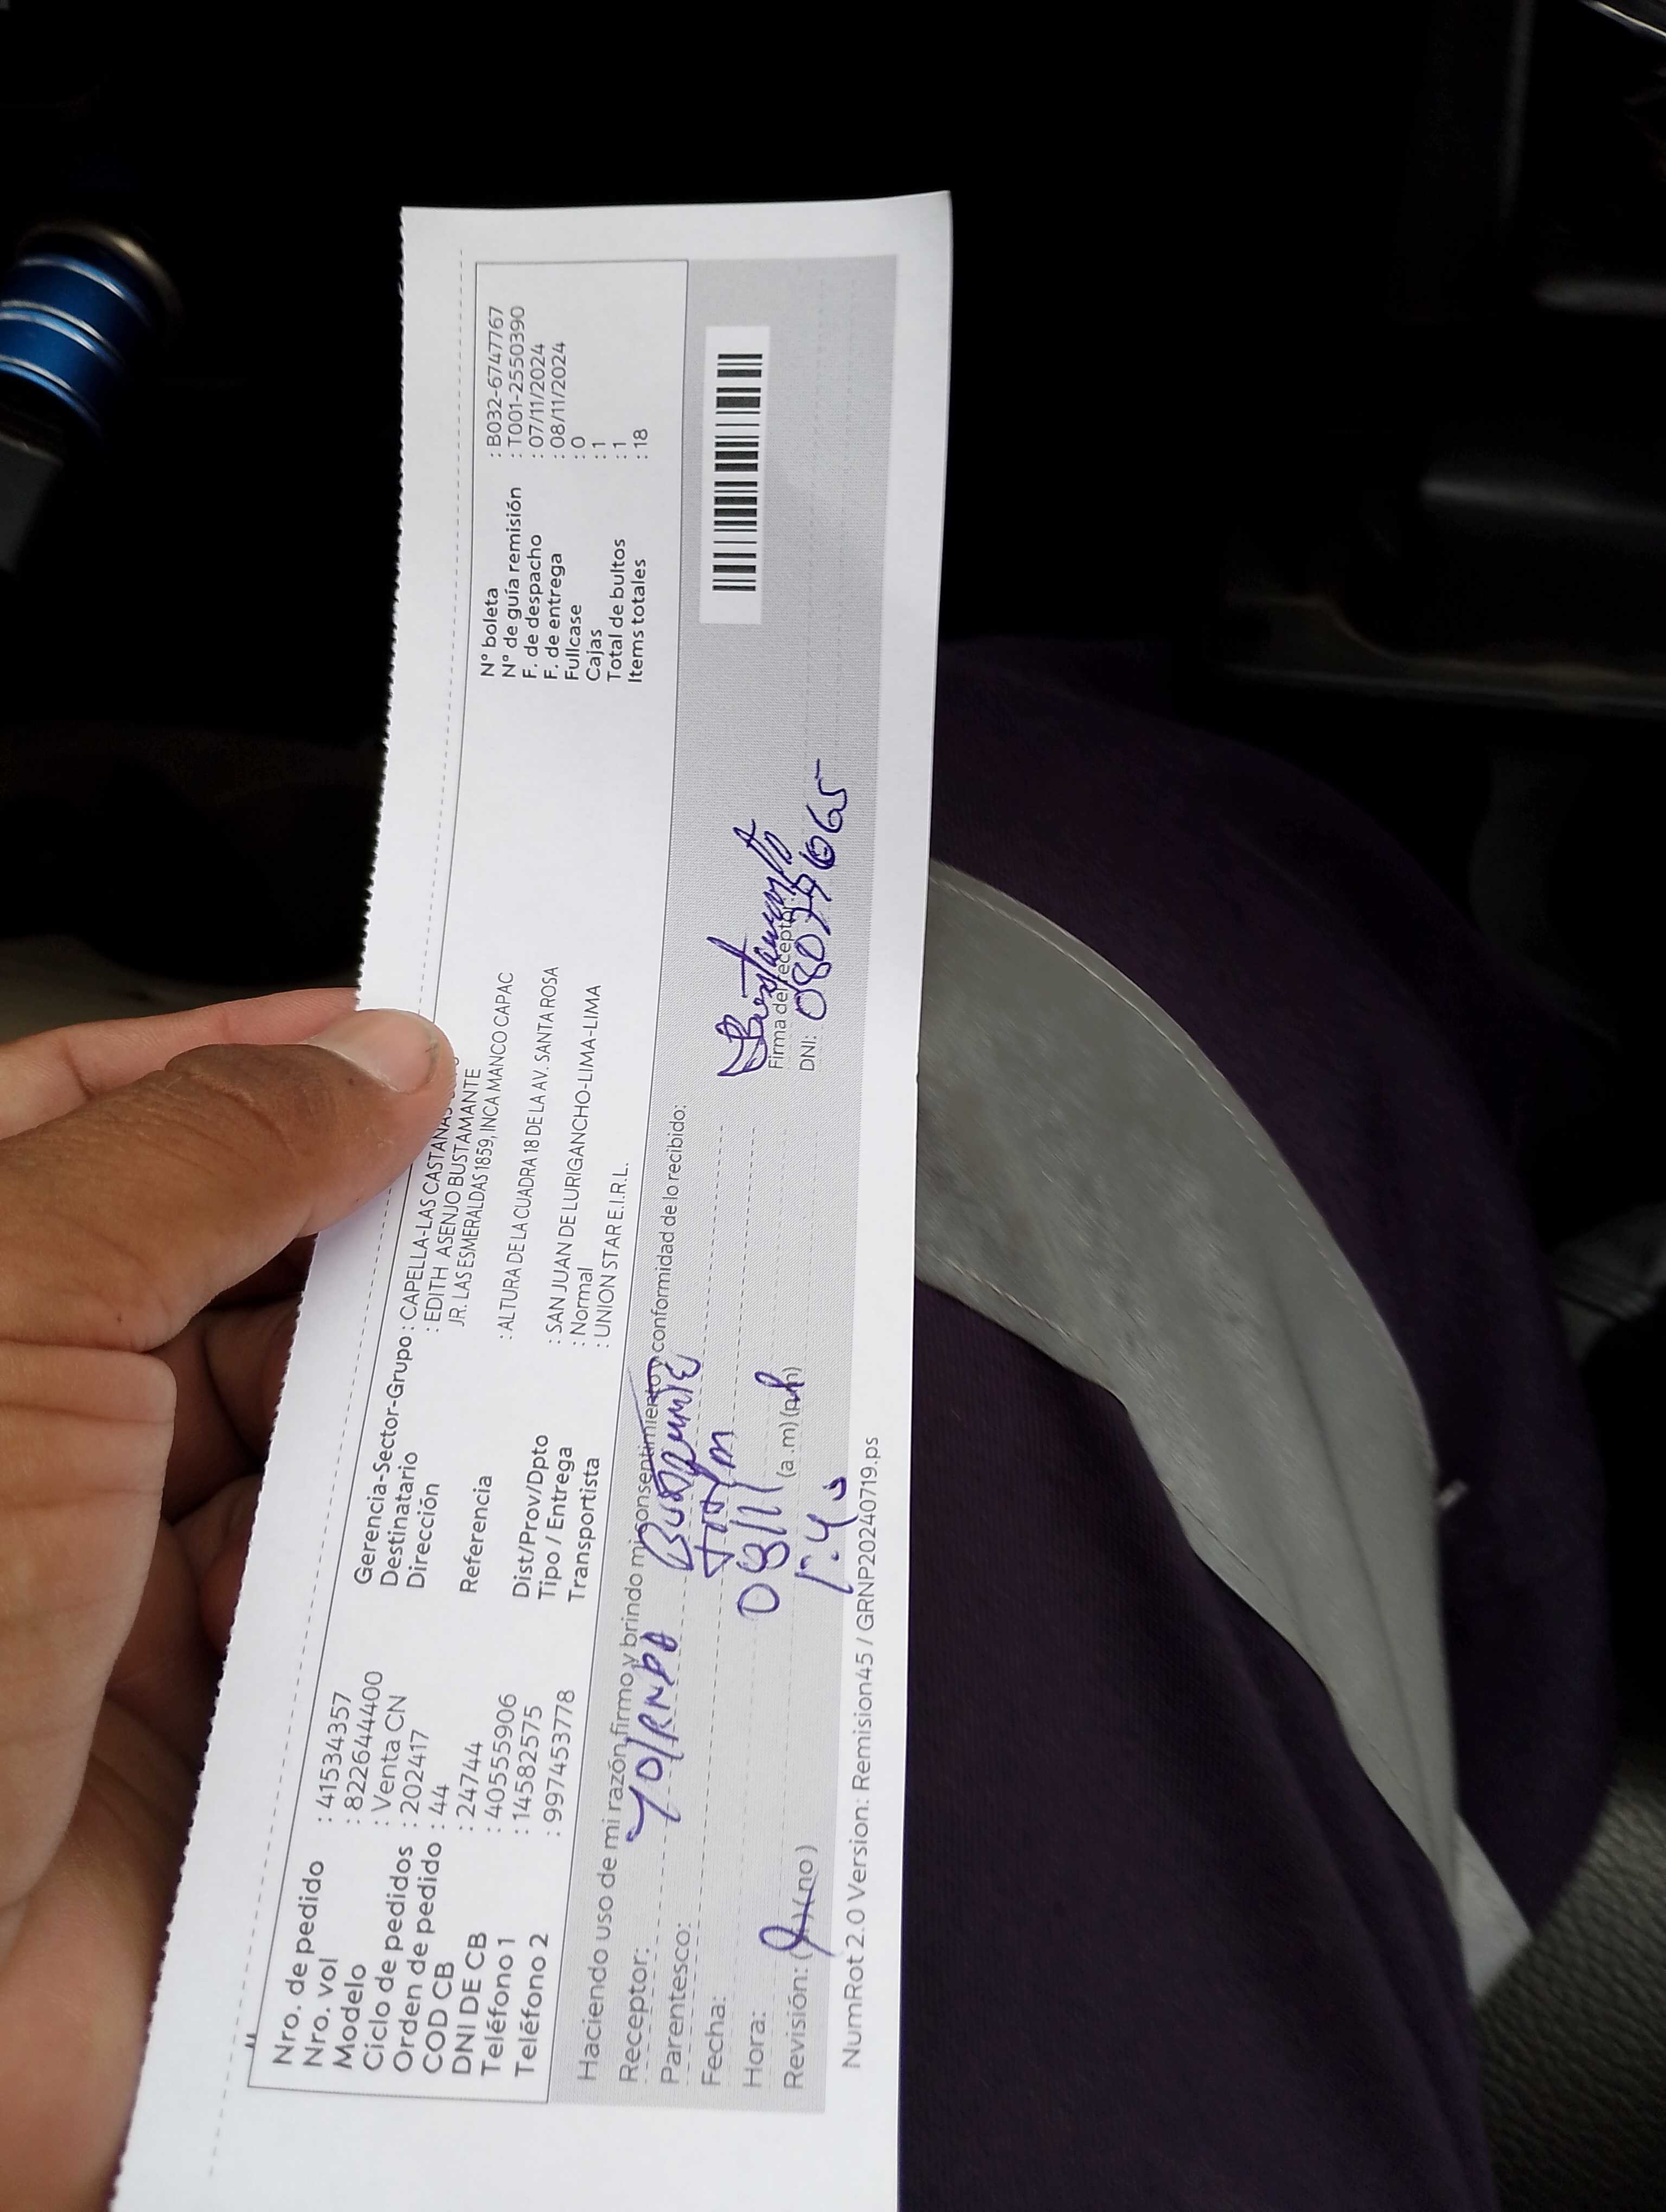 Nro. de pedido : 415344357
Nro. vol : 8226444400
Modelo : Venta CN
Ciclo de pedidos : 202417
Orden de pedido : 44
COD CB : 24744
DNI DE CB : 40555906
Teléfono 1 : 14582575
Teléfono 2 : 997453778
Gerencia-Sector-Grupo : CAPELLA-LAS CASTAÑAS
Destinatario : EDITH ASENJO BUSTAMANTE
Dirección JR. LAS ESMERALDAS 1859, INCA MANCO CAPAC
Referencia : ALTURA DE LA CUADRA 18 DE LA AV. SANTA ROSA
Dist/Prov/Dpto : SAN JUAN DE LURIGANCHO-LIMA-LIMA
Tipo / Entrega : Normal
Transportista : UNION STAR E.I.R.L.
N° boleta : B032-6747767
N° de guía remisión : T001-2550390
F. de despacho : 07/11/2024
F. de entrega : 08/11/2024
Fullcase : 0
Cajas : 1
Total de bultos : 1
Items totales : 18
Haciendo uso de mi razón, firmo y brindo mi consentimiento y conformidad de lo recibido:
Receptor:
Parentesco:
Fecha: 08/11
Hora: (a.m) (pm)
Revisión: (no)
Bustamante
Firma del receptor
DNI:
NumRot 2.0 Version: Remision45 / GRNP20240719.ps